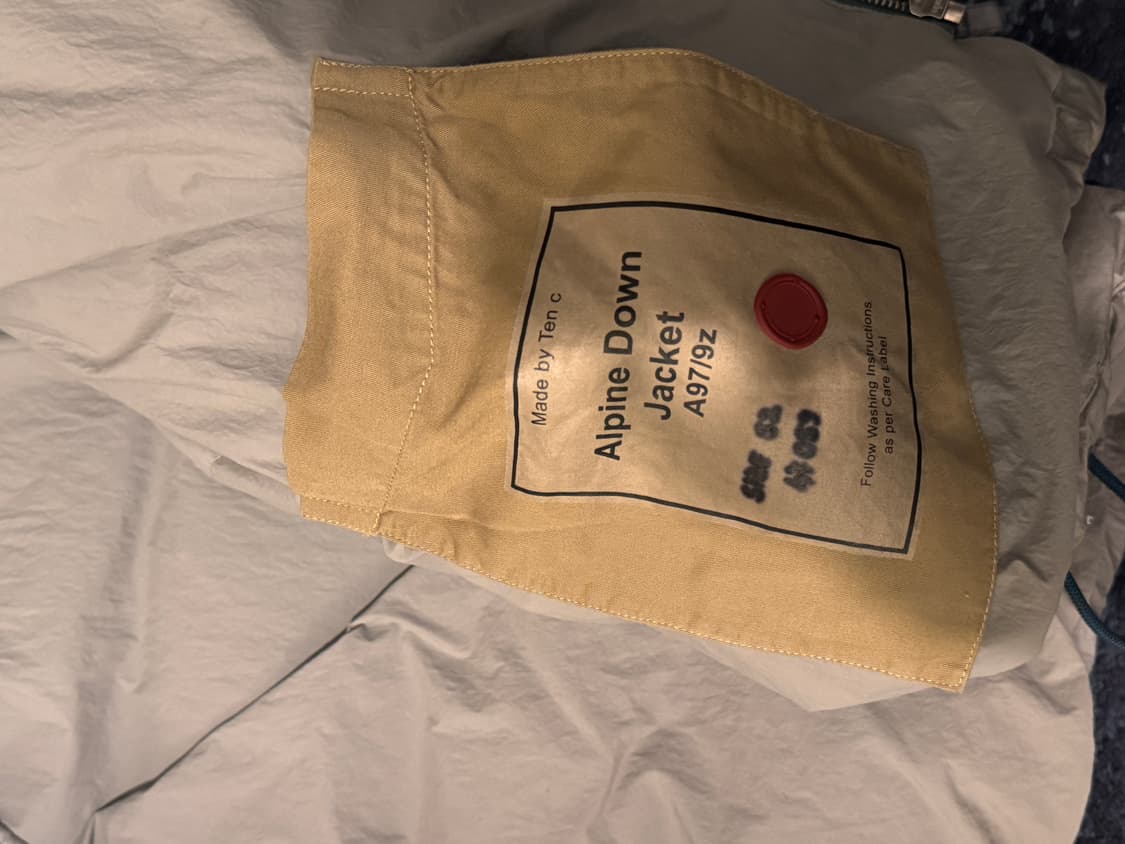 Made by Ten c
Alpine Down
Jacket
A97/9z
Follow Washing Instructions
as per Care Label